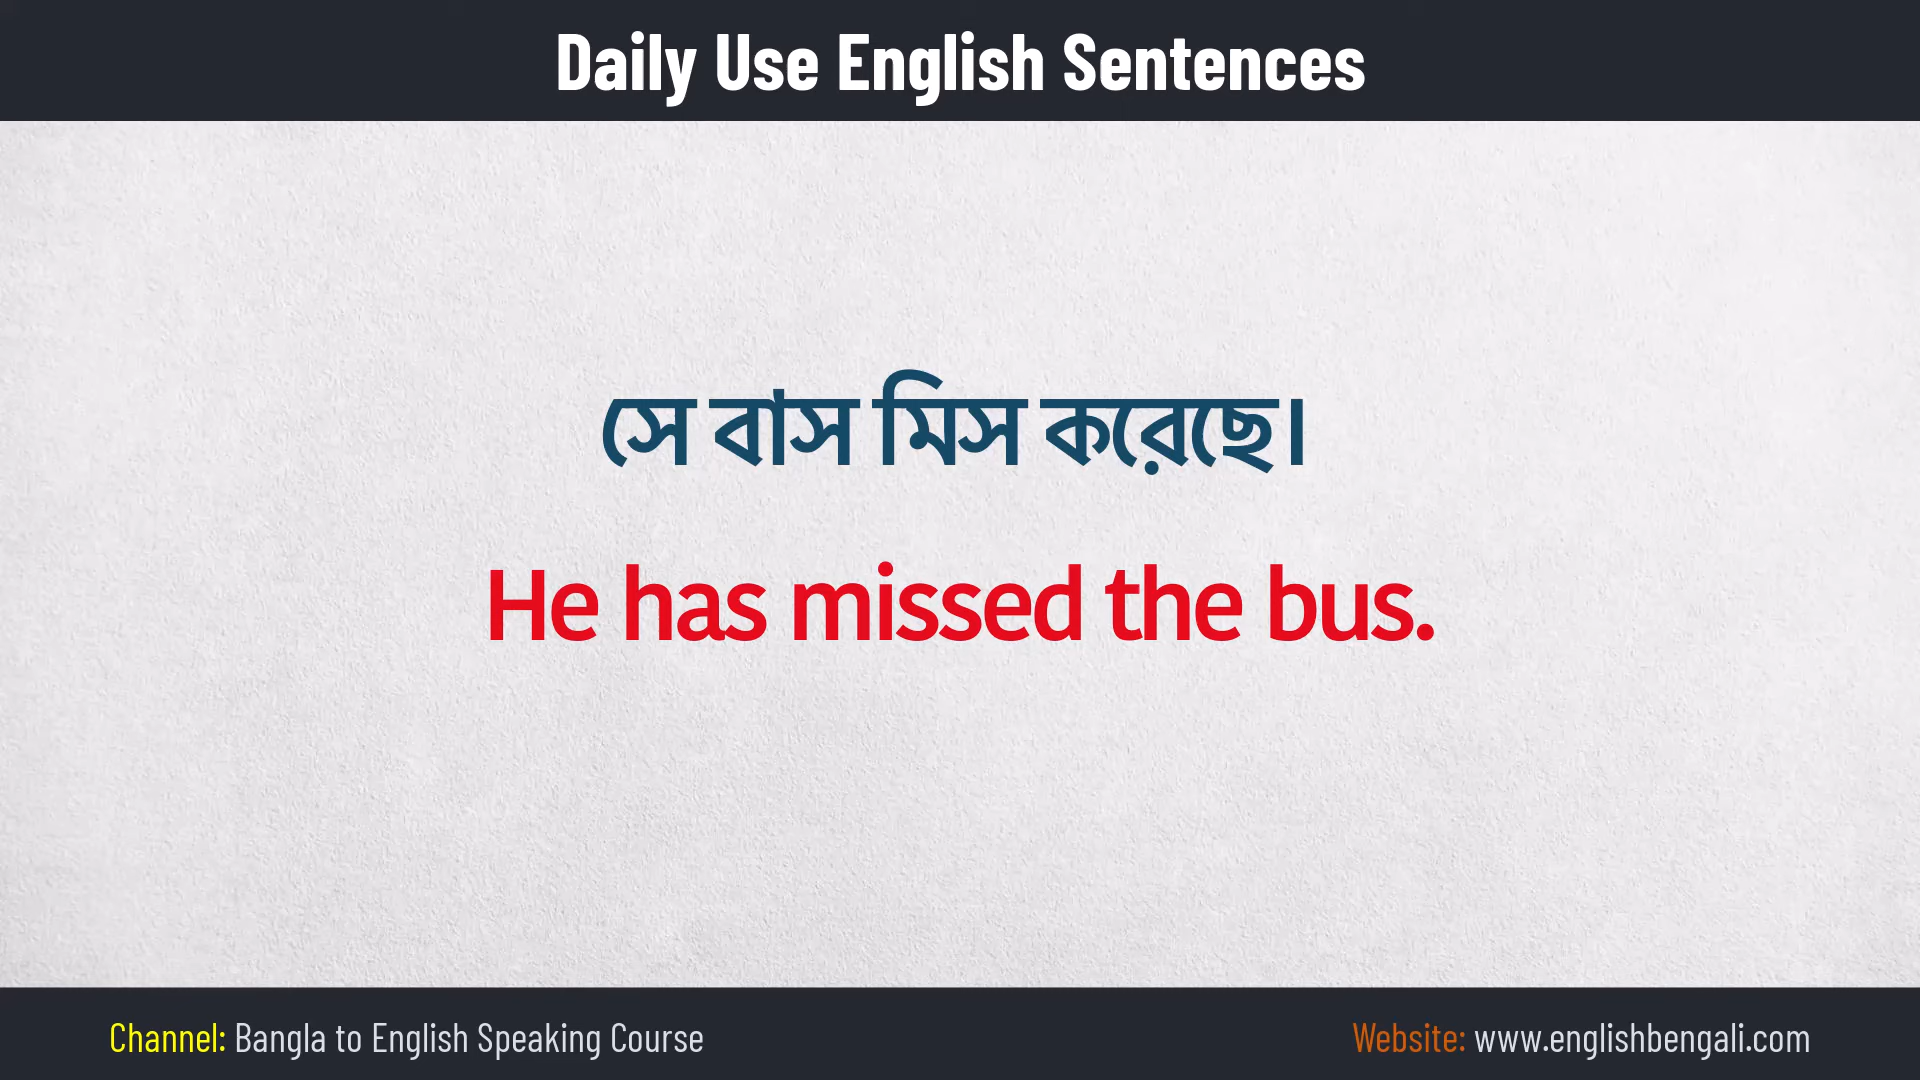 Daily Use English Sentences
সে বাস মিস করেছে।
He has missed the bus.
Channel: Bangla to English Speaking Course
Website: www.englishbengali.com